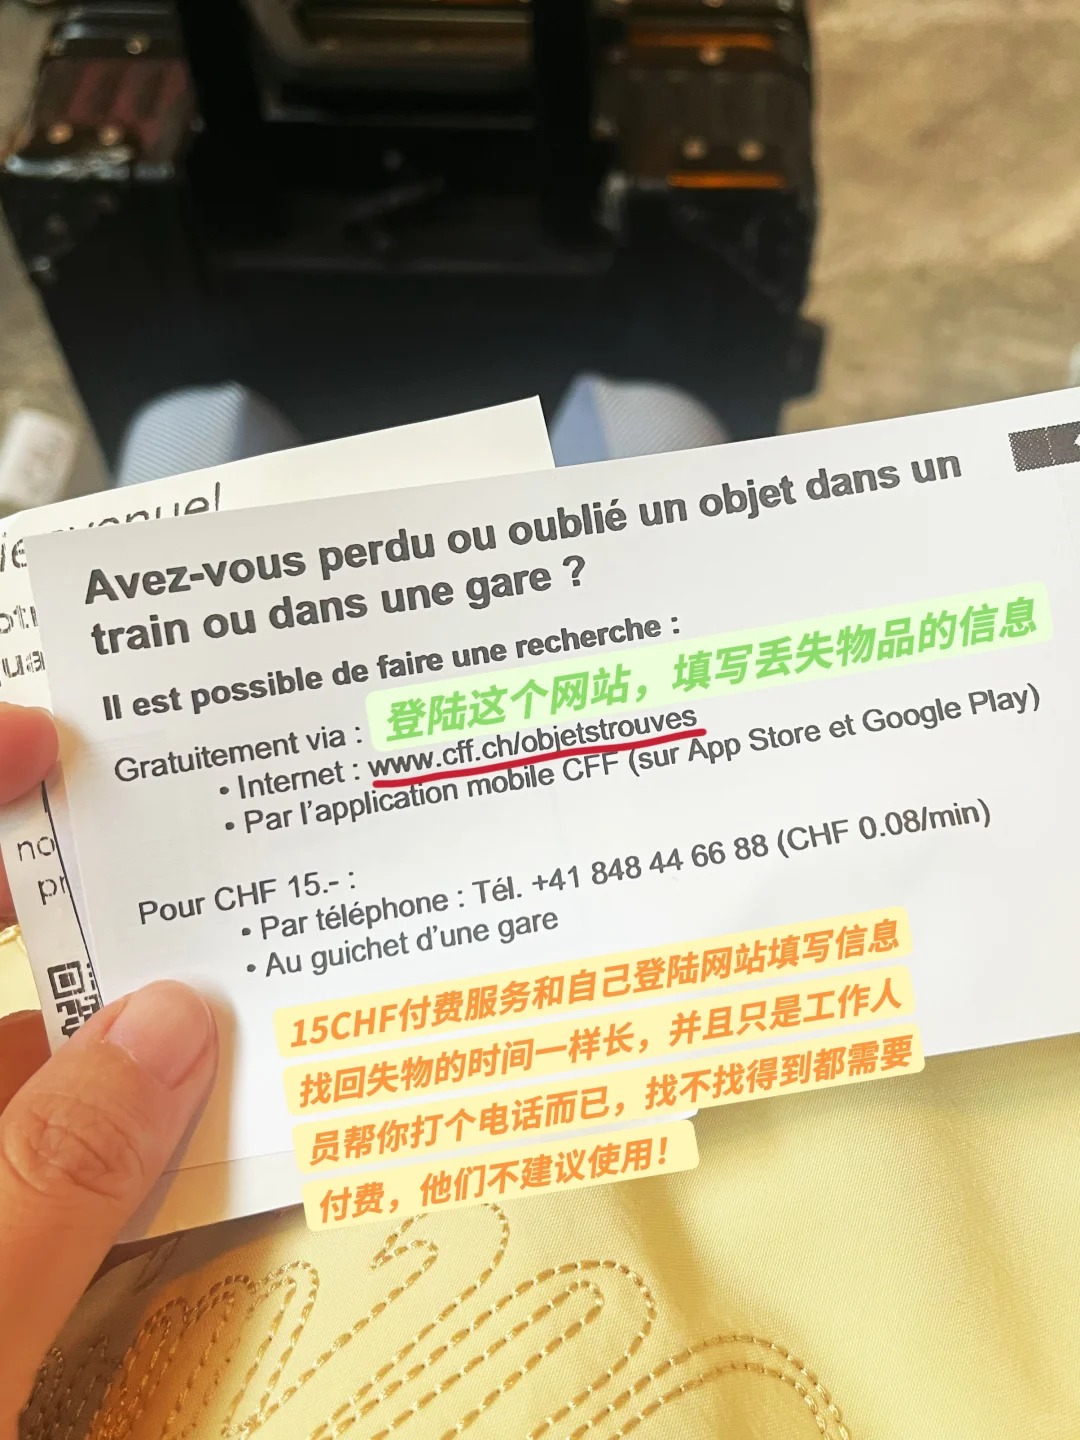 Avez-vous perdu ou oublié un objet dans un
train ou dans une gare ?
Il est possible de faire une recherche :
登陆这个网站，填写丢失物品的信息
Gratuitement via :
• Internet : www.cff.ch/objetstrouves
• Par l'application mobile CFF (sur App Store et Google Play)
Pour CHF 15.- :
• Par téléphone : Tél. +41 848 44 66 88 (CHF 0.08/min)
• Au guichet d'une gare
15CHF付费服务和自己登陆网站填写信息
找回失物的时间一样长，并且只是工作人
员帮你打个电话而已，找不找得到都需要
付费，他们不建议使用！